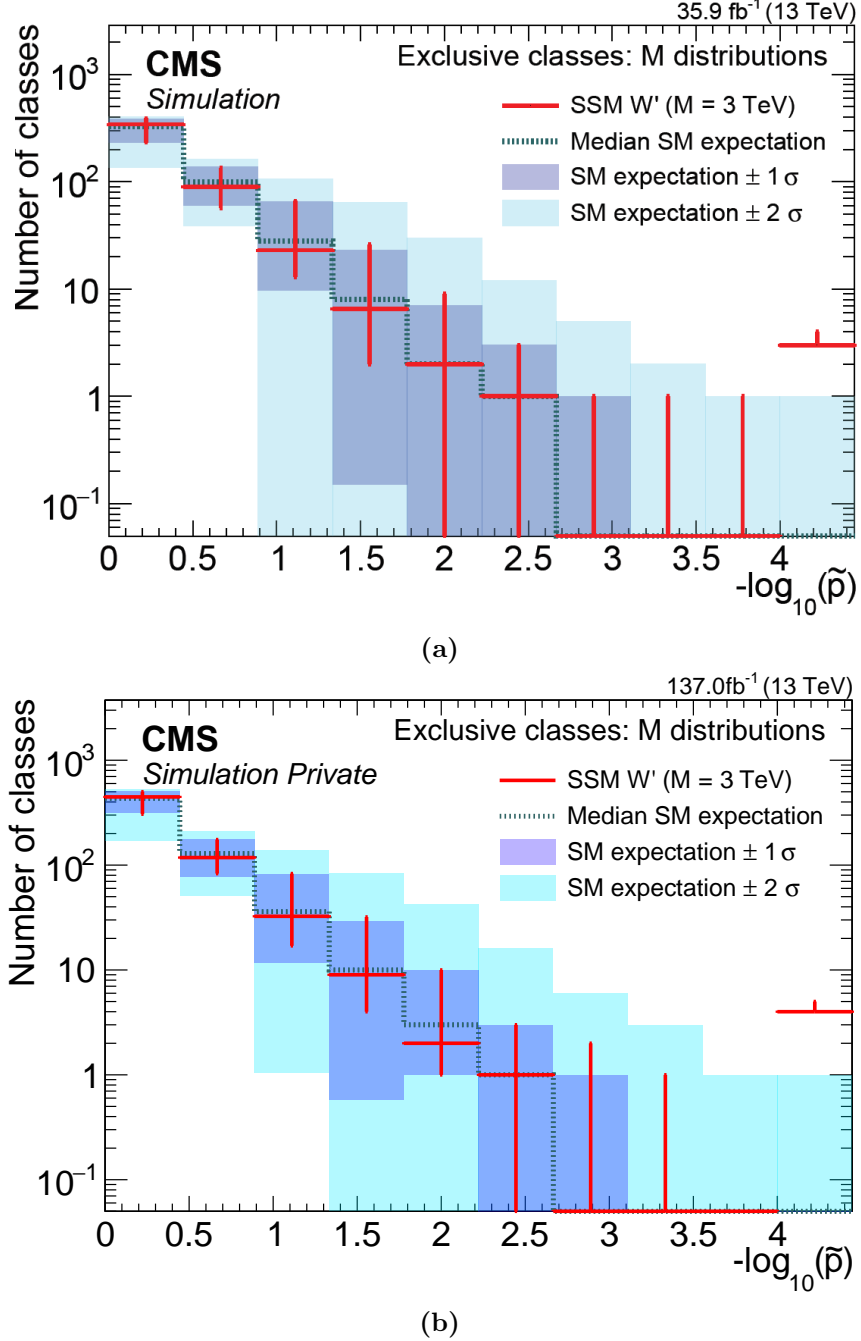 35.9 fb⁻¹ (13 TeV)
CMS
Simulation
Exclusive classes: M distributions
SSM W' (M = 3 TeV)
Median SM expectation
SM expectation ± 1 σ
SM expectation ± 2 σ
Number of classes
10³
10²
10
1
10⁻¹
0 0.5 1 1.5 2 2.5 3 3.5 4
-log₁₀(p̃)
(a)
137.0fb⁻¹ (13 TeV)
CMS
Simulation Private
Exclusive classes: M distributions
SSM W' (M = 3 TeV)
Median SM expectation
SM expectation ± 1 σ
SM expectation ± 2 σ
Number of classes
10³
10²
10
1
10⁻¹
0 0.5 1 1.5 2 2.5 3 3.5 4
-log₁₀(p̃)
(b)